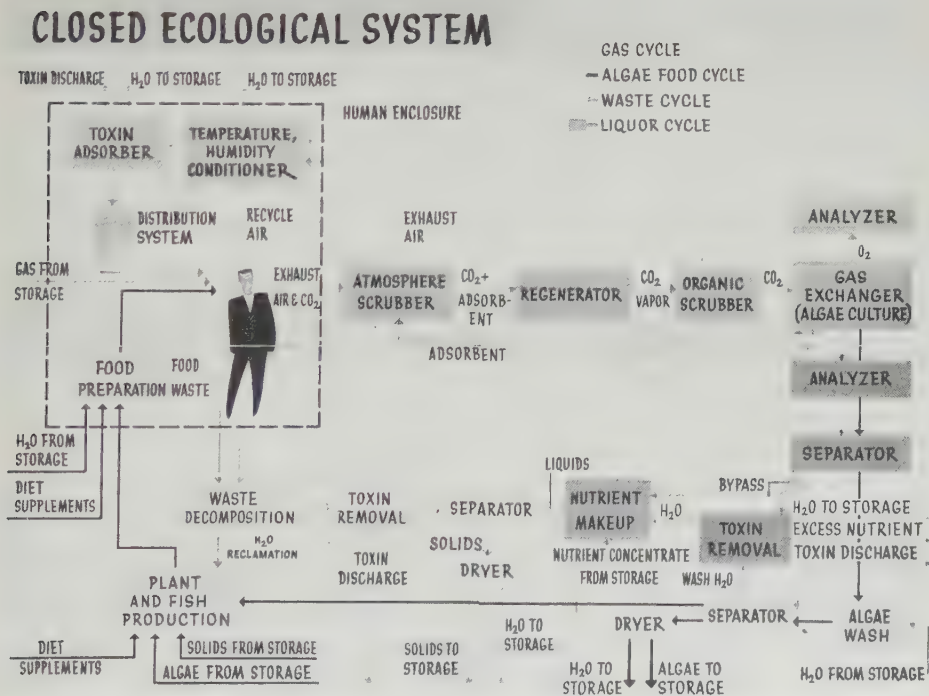 CLOSED ECOLOGICAL SYSTEM
GAS CYCLE
ALGAE FOOD CYCLE
WASTE CYCLE
LIQUOR CYCLE
TOXIN DISCHARGE
H₂O TO STORAGE
H₂O TO STORAGE
HUMAN ENCLOSURE
TOXIN
ADSORBER
TEMPERATURE,
HUMIDITY
CONDITIONER
DISTRIBUTION
SYSTEM
RECYCLE
AIR
EXHAUST
AIR
ANALYZER
O₂
GAS FROM
STORAGE
EXHAUST
AIR & CO₂
ATMOSPHERE
SCRUBBER
CO₂+
ADSORB-
ENT
REGENERATOR
CO₂
VAPOR
ORGANIC
SCRUBBER
CO₂
GAS
EXCHANGER
(ALGAE CULTURE)
ADSORBENT
FOOD
PREPARATION
FOOD
WASTE
ANALYZER
H₂O FROM
STORAGE
DIET
SUPPLEMENTS
SEPARATOR
LIQUIDS
BYPASS
WASTE
DECOMPOSITION
TOXIN
REMOVAL
SEPARATOR
NUTRIENT
MAKEUP
H₂O
TOXIN
REMOVAL
H₂O TO STORAGE
EXCESS NUTRIENT
TOXIN DISCHARGE
H₂O
RECLAMATION
TOXIN
DISCHARGE
SOLIDS
DRYER
NUTRIENT CONCENTRATE
FROM STORAGE
WASH H₂O
PLANT
AND FISH
PRODUCTION
H₂O TO
STORAGE
DRYER
SEPARATOR
ALGAE
WASH
DIET
SUPPLEMENTS
SOLIDS FROM STORAGE
ALGAE FROM STORAGE
SOLIDS TO
STORAGE
H₂O TO
STORAGE
ALGAE TO
STORAGE
H₂O FROM STORAGE